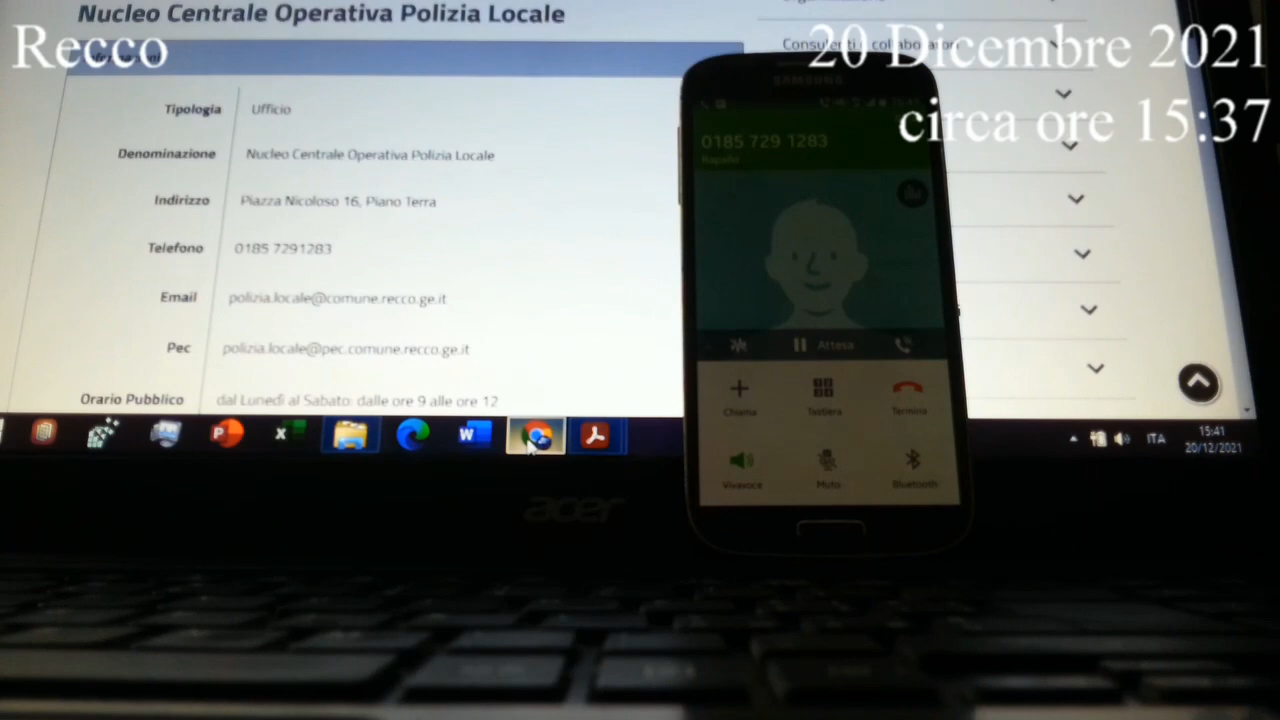 Nucleo Centrale Operativa Polizia Locale
Recco
20 Dicembre 2021
circa ore 15:37
Tipologia Ufficio
Denominazione Nucleo Centrale Operativa Polizia Locale
Indirizzo Piazza Nicoloso 16, Piano Terra
Telefono 0185 7291283
Email polizia.locale@comune.recco.ge.it
Pec polizia.locale@pec.comune.recco.ge.it
Orario Pubblico dal Lunedì al Sabato: dalle ore 9 alle ore 12
SAMSUNG
0185 729 1283
Rapallo
Attesa
Chiama Tastiera Termina
Vivavoce Muto Bluetooth
ITA
15:41
20/12/2021
acer